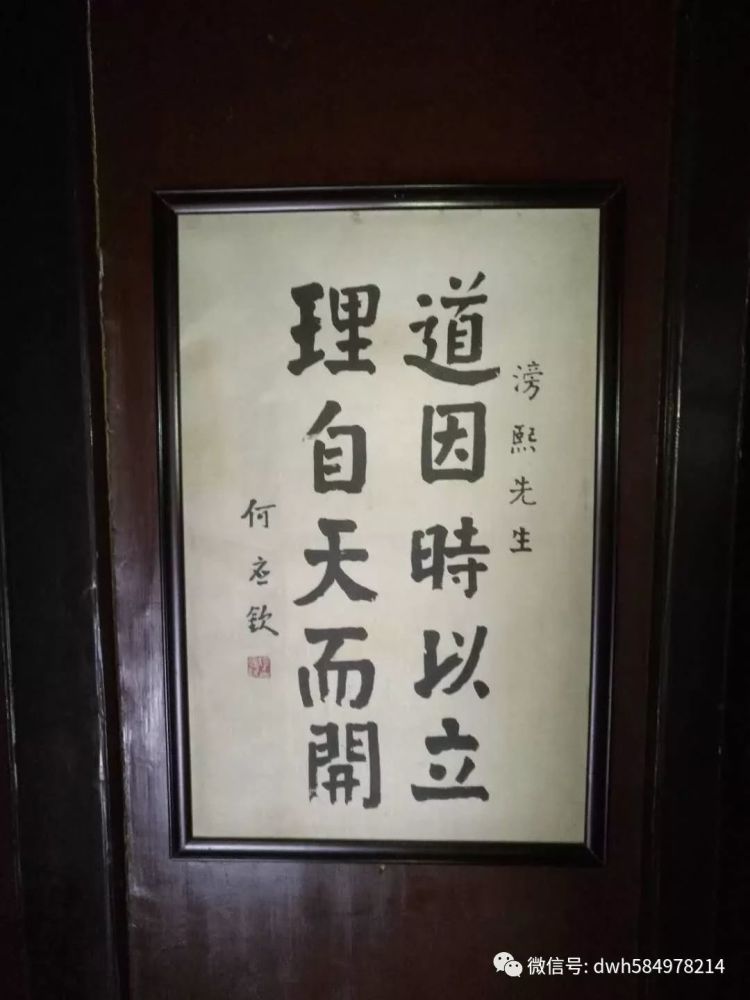 滂熙先生
道因時以立
理自天而開
何应欽
微信号: dwh584978214